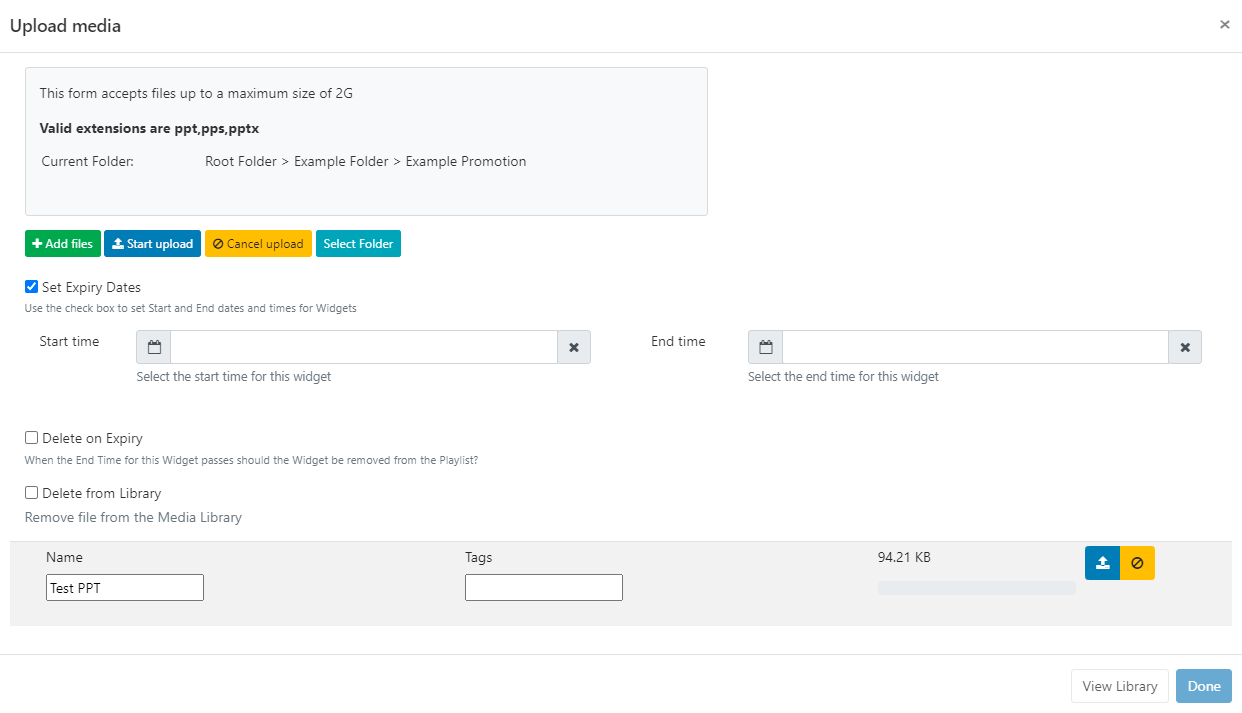 Upload media
×
This form accepts files up to a maximum size of 2G
Valid extensions are ppt,pps,pptx
Current Folder: Root Folder > Example Folder > Example Promotion
Add files Start upload Cancel upload Select Folder
Set Expiry Dates
Use the check box to set Start and End dates and times for Widgets
Start time End time
Select the start time for this widget Select the end time for this widget
Delete on Expiry
When the End Time for this Widget passes should the Widget be removed from the Playlist?
Delete from Library
Remove file from the Media Library
Name Tags 94.21 KB
Test PPT
View Library Done